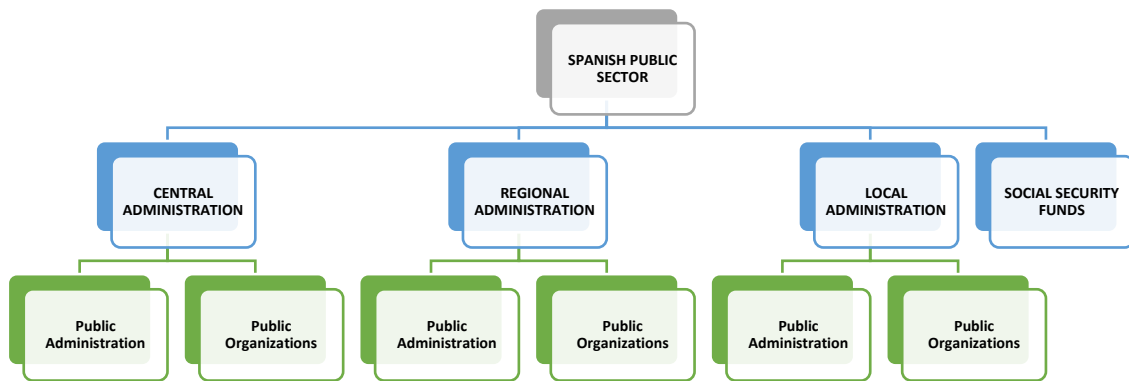 SPANISH PUBLIC
SECTOR
CENTRAL
ADMINISTRATION
REGIONAL
ADMINISTRATION
LOCAL
ADMINISTRATION
SOCIAL SECURITY
FUNDS
Public
Administration
Public
Organizations
Public
Administration
Public
Organizations
Public
Administration
Public
Organizations